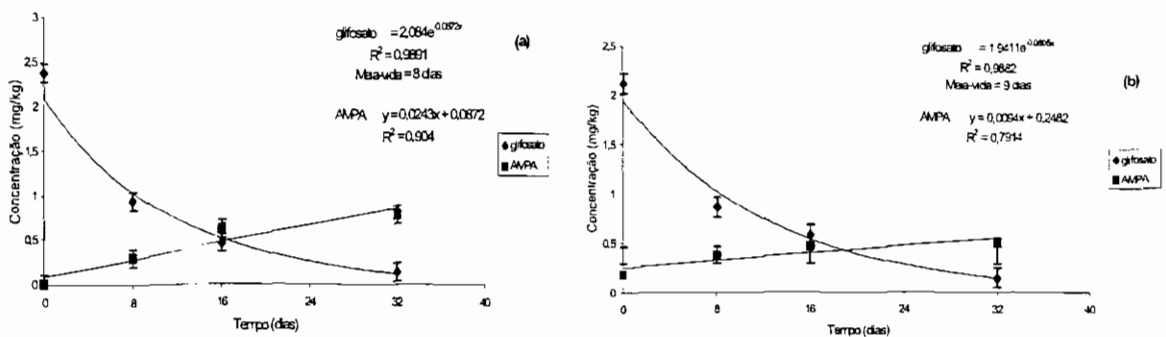 3
2,5
2
1,5
1
0,5
0
0
8
16
24
32
40
Concentração (mg/kg)
Tempo (dias)
(a)
glifosato = 2,084e^-0,0872x
R² = 0,9891
Meia-vida = 8 dias
AMPA y = 0,0243x + 0,0872
R² = 0,904
glifosato
AMPA
2,5
2
1,5
1
0,5
0
0
8
16
24
32
40
Concentração (mg/kg)
Tempo (dias)
(b)
glifosato = 1,9411e
R² = 0,9882
Meia-vida = 9 dias
AMPA y = 0,0094x + 0,2482
R² = 0,7914
glifosato
AMPA